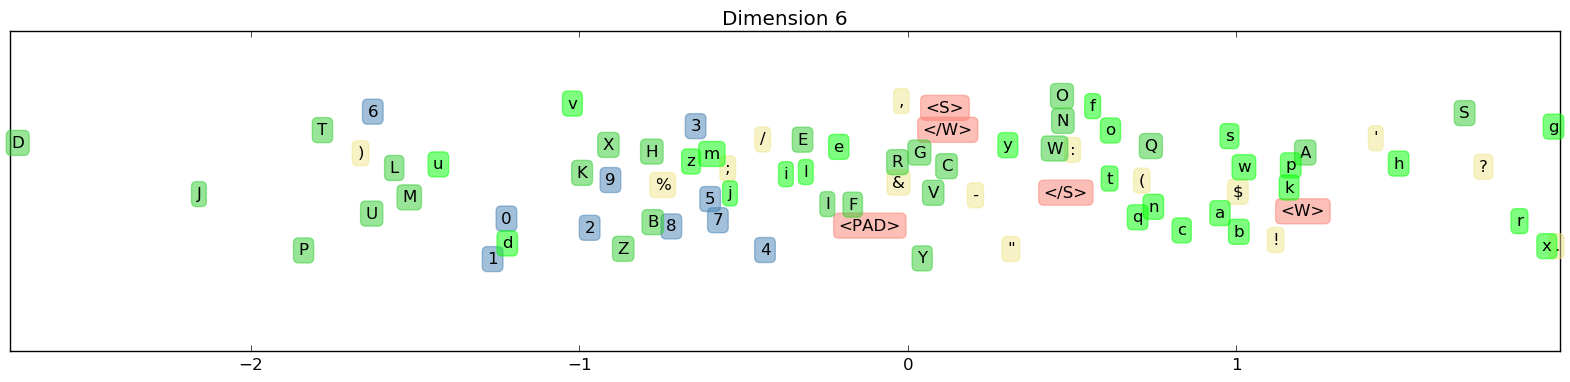 Dimension 6
O
, <S> f
v 6 S
3 N </W> g
T / E o s '
D X H e y W : Q
) z m ; R G C p A h ?
L u K i l w
9 % & t ( k
J M 5 j V - </S> $
U I F q n a <W>
0 B 8 7 <PAD> r
2 c b
d Z 4 " ! x .
P 1 Y
−2 −1 0 1